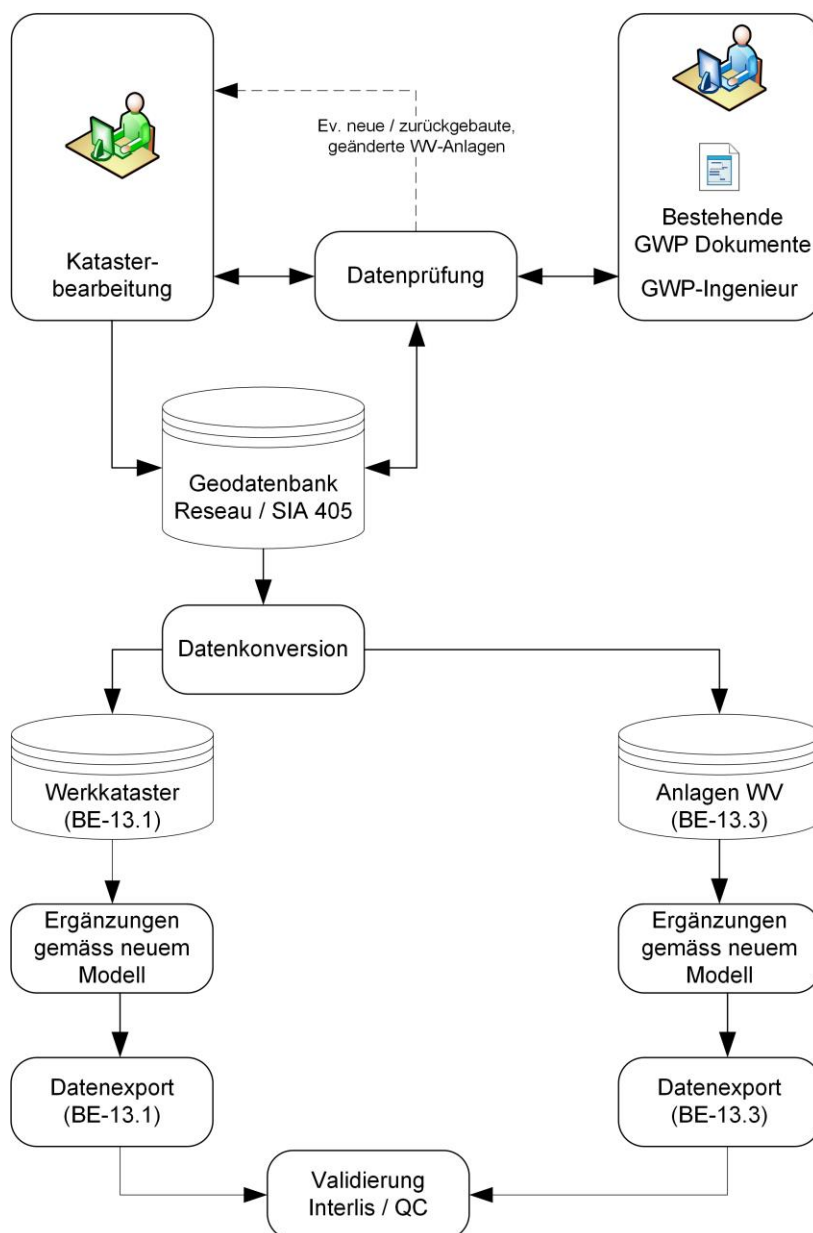 Ev. neue / zurückgebaute,
geänderte WV-Anlagen
Kataster-
bearbeitung
Datenprüfung
Bestehende
GWP Dokumente
GWP-Ingenieur
Geodatenbank
Reseau / SIA 405
Datenkonversion
Werkkataster
(BE-13.1)
Anlagen WV
(BE-13.3)
Ergänzungen
gemäss neuem
Modell
Ergänzungen
gemäss neuem
Modell
Datenexport
(BE-13.1)
Datenexport
(BE-13.3)
Validierung
Interlis / QC